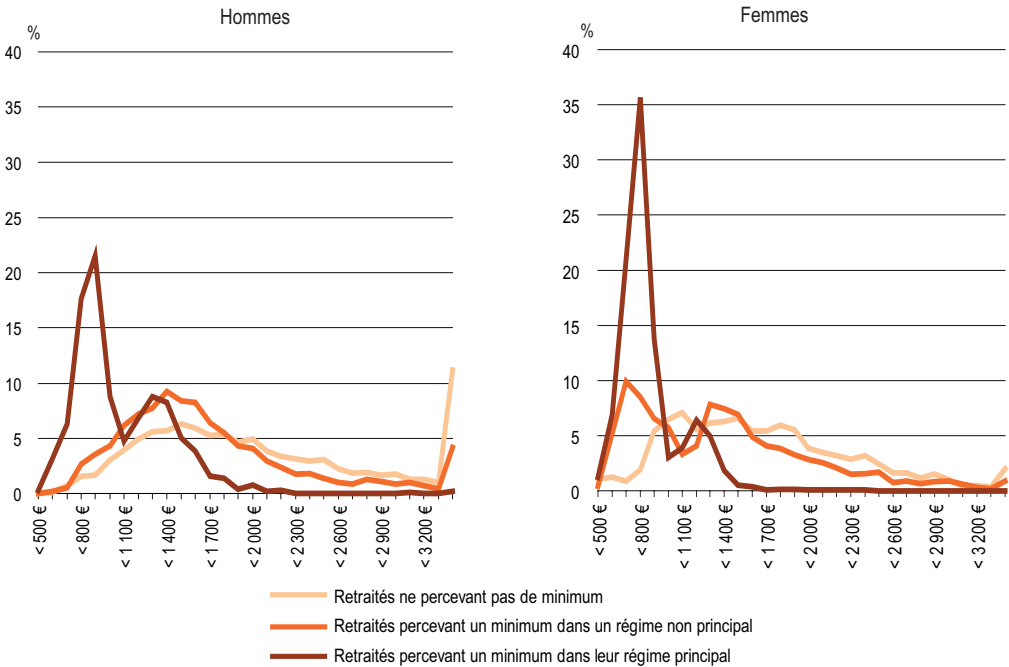 Hommes
%
40
35
30
25
20
15
10
5
0
< 500 €
< 800 €
< 1 100 €
< 1 400 €
< 1 700 €
< 2 000 €
< 2 300 €
< 2 600 €
< 2 900 €
< 3 200 €
Femmes
%
40
35
30
25
20
15
10
5
0
< 500 €
< 800 €
< 1 100 €
< 1 400 €
< 1 700 €
< 2 000 €
< 2 300 €
< 2 600 €
< 2 900 €
< 3 200 €
Retraités ne percevant pas de minimum
Retraités percevant un minimum dans un régime non principal
Retraités percevant un minimum dans leur régime principal